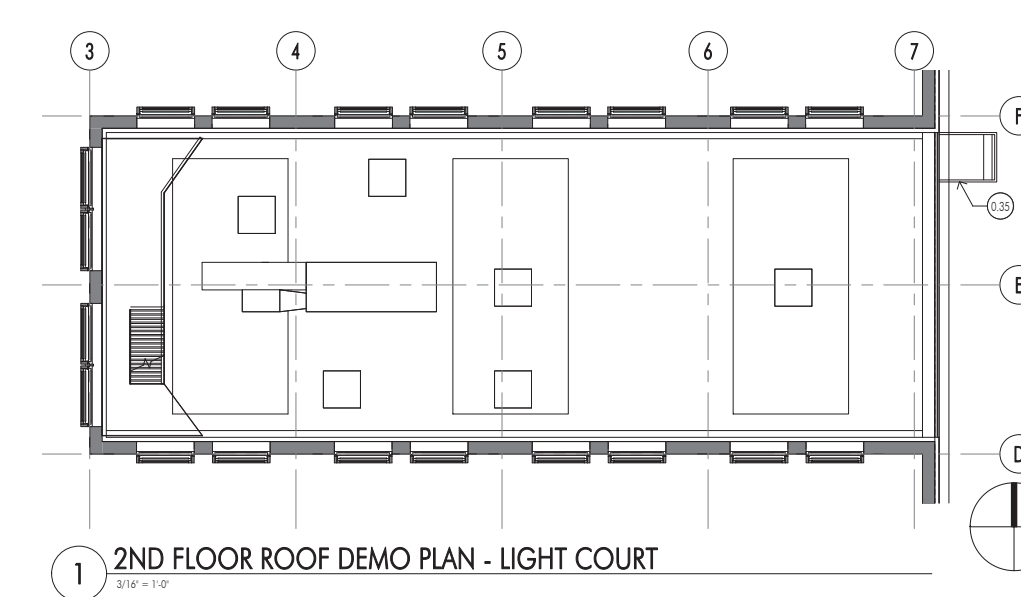 3 4 5 6 7
F
0.35
E
D
1 2ND FLOOR ROOF DEMO PLAN - LIGHT COURT
3/16" = 1'-0"